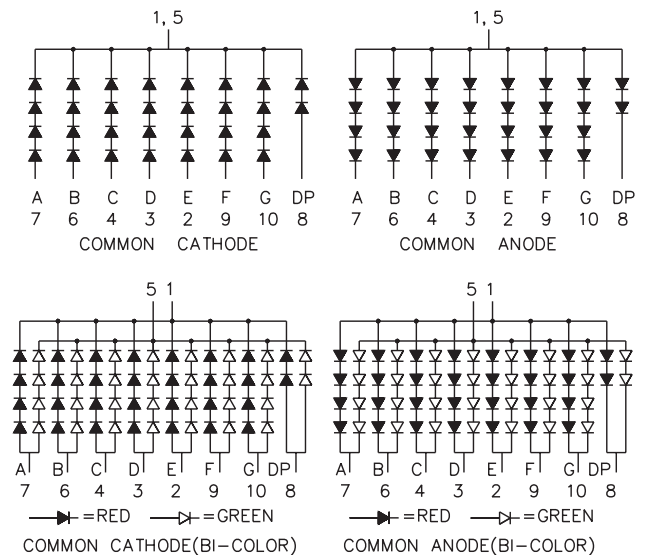 1, 5
A B C D E F G DP
7 6 4 3 2 9 10 8
COMMON CATHODE
1, 5
A B C D E F G DP
7 6 4 3 2 9 10 8
COMMON ANODE
5 1
A B C D E F G DP
7 6 4 3 2 9 10 8
=RED =GREEN
COMMON CATHODE(BI-COLOR)
5 1
A B C D E F G DP
7 6 4 3 2 9 10 8
=RED =GREEN
COMMON ANODE(BI-COLOR)